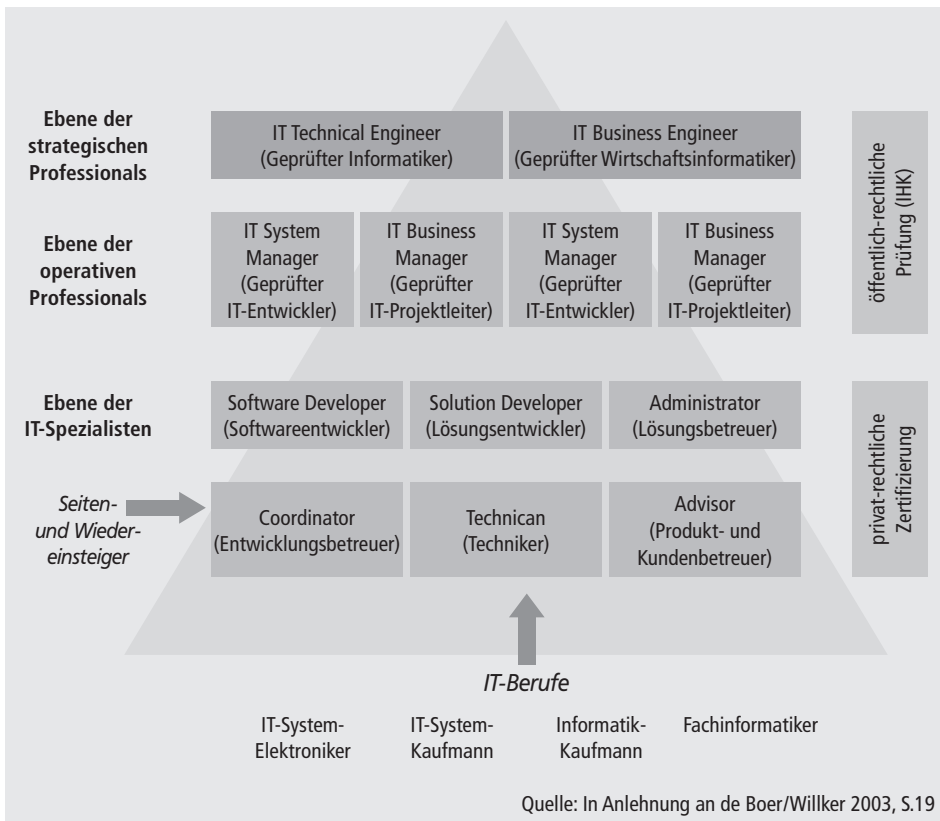 Ebene der
strategischen
Professionals
IT Technical Engineer
(Geprüfter Informatiker)
IT Business Engineer
(Geprüfter Wirtschaftsinformatiker)
öffentlich-rechtliche
Prüfung (IHK)
Ebene der
operativen
Professionals
IT System
Manager
(Geprüfter
IT-Entwickler)
IT Business
Manager
(Geprüfter
IT-Projektleiter)
IT System
Manager
(Geprüfter
IT-Entwickler)
IT Business
Manager
(Geprüfter
IT-Projektleiter)
Ebene der
IT-Spezialisten
Software Developer
(Softwareentwickler)
Solution Developer
(Lösungsentwickler)
Administrator
(Lösungsbetreuer)
privat-rechtliche
Zertifizierung
Seiten-
und Wieder-
einsteiger
Coordinator
(Entwicklungsbetreuer)
Technican
(Techniker)
Advisor
(Produkt- und
Kundenbetreuer)
IT-Berufe
IT-System-
Elektroniker
IT-System-
Kaufmann
Informatik-
Kaufmann
Fachinformatiker
Quelle: In Anlehnung an de Boer/Willker 2003, S.19